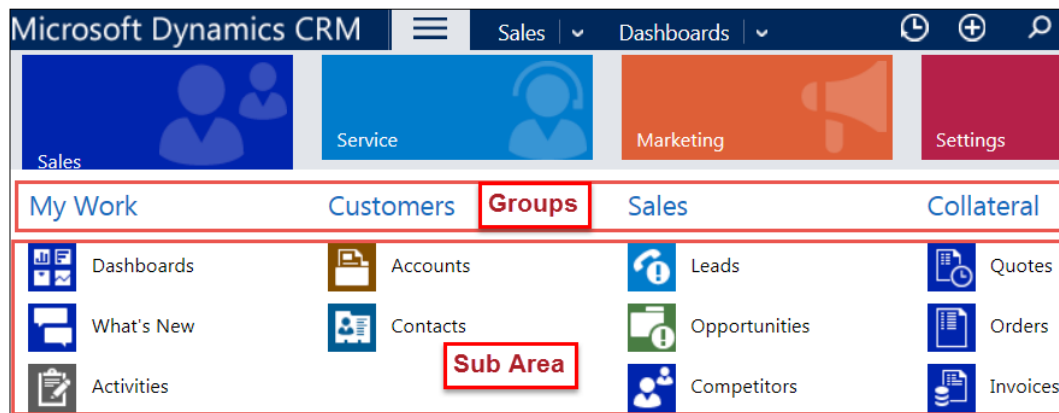 Microsoft Dynamics CRM Sales Dashboards
Sales Service Marketing Settings
My Work Customers Groups Sales Collateral
Dashboards Accounts Leads Quotes
What's New Contacts Opportunities Orders
Sub Area
Activities Competitors Invoices